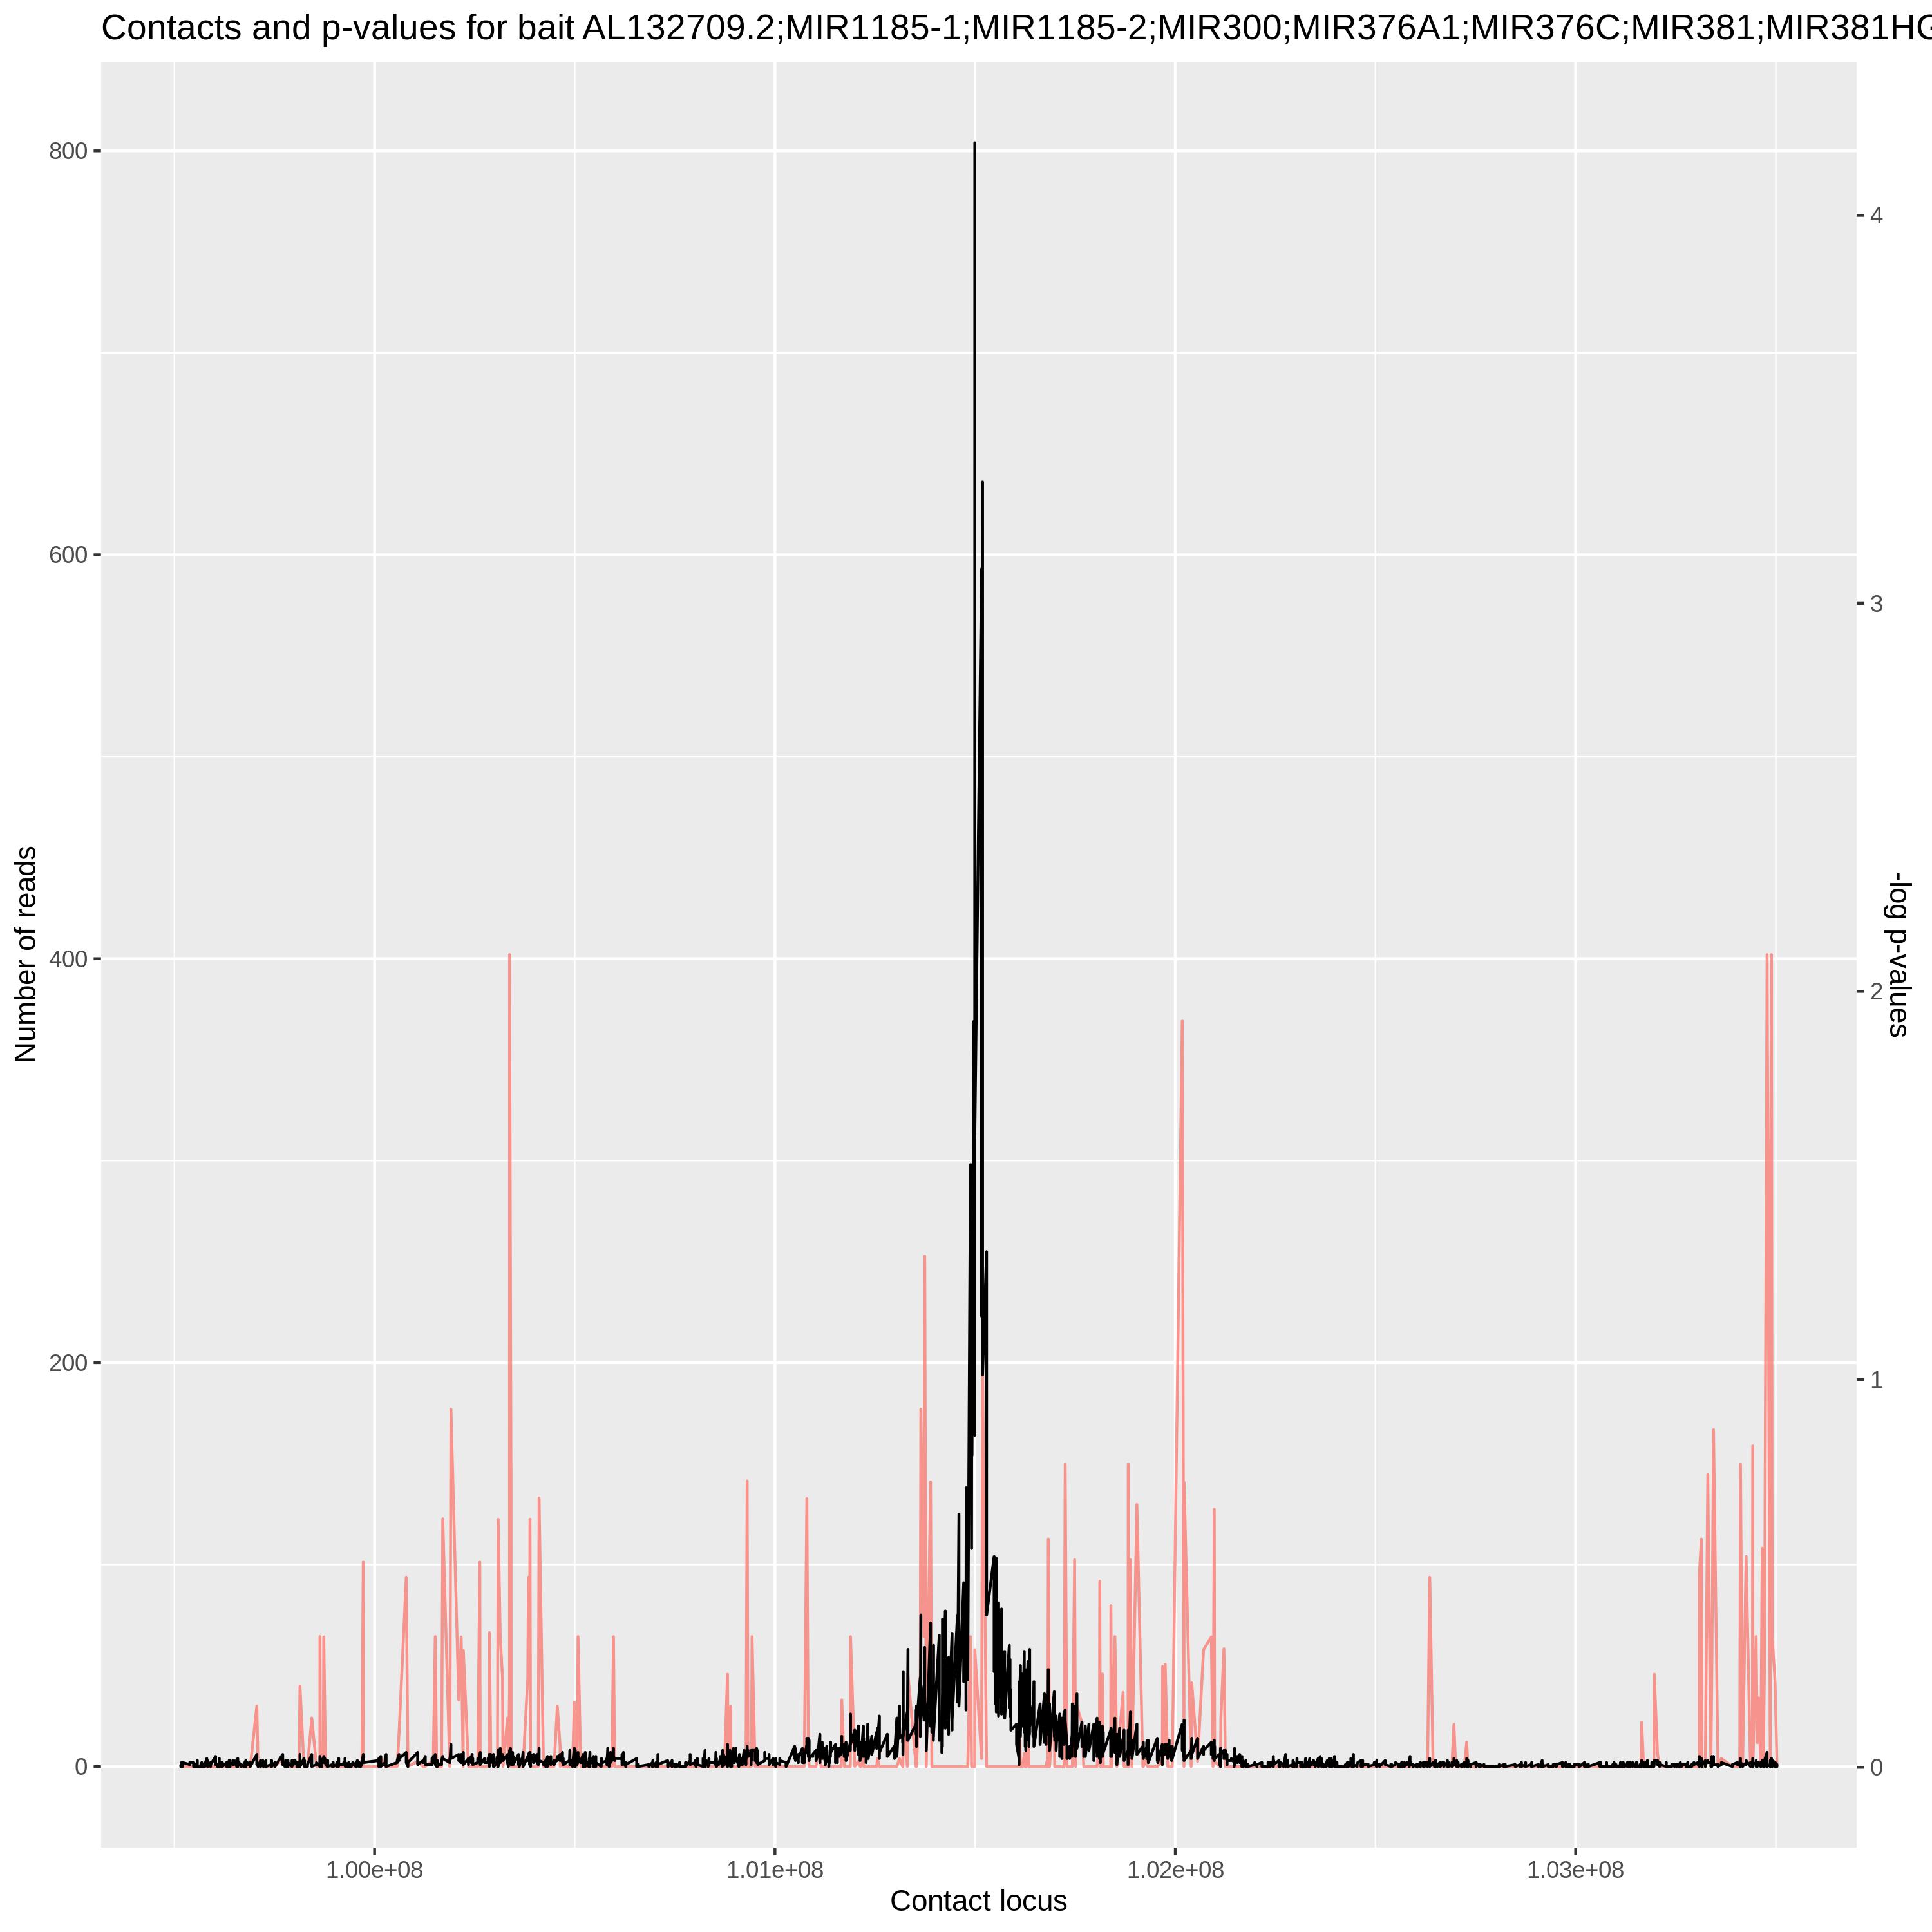 Contacts and p-values for bait AL132709.2;MIR1185-1;MIR1185-2;MIR300;MIR376A1;MIR376C;MIR381;MIR381HG
800
600
400
200
0
Number of reads
4
3
2
1
0
-log p-values
1.00e+08
1.01e+08
1.02e+08
1.03e+08
Contact locus